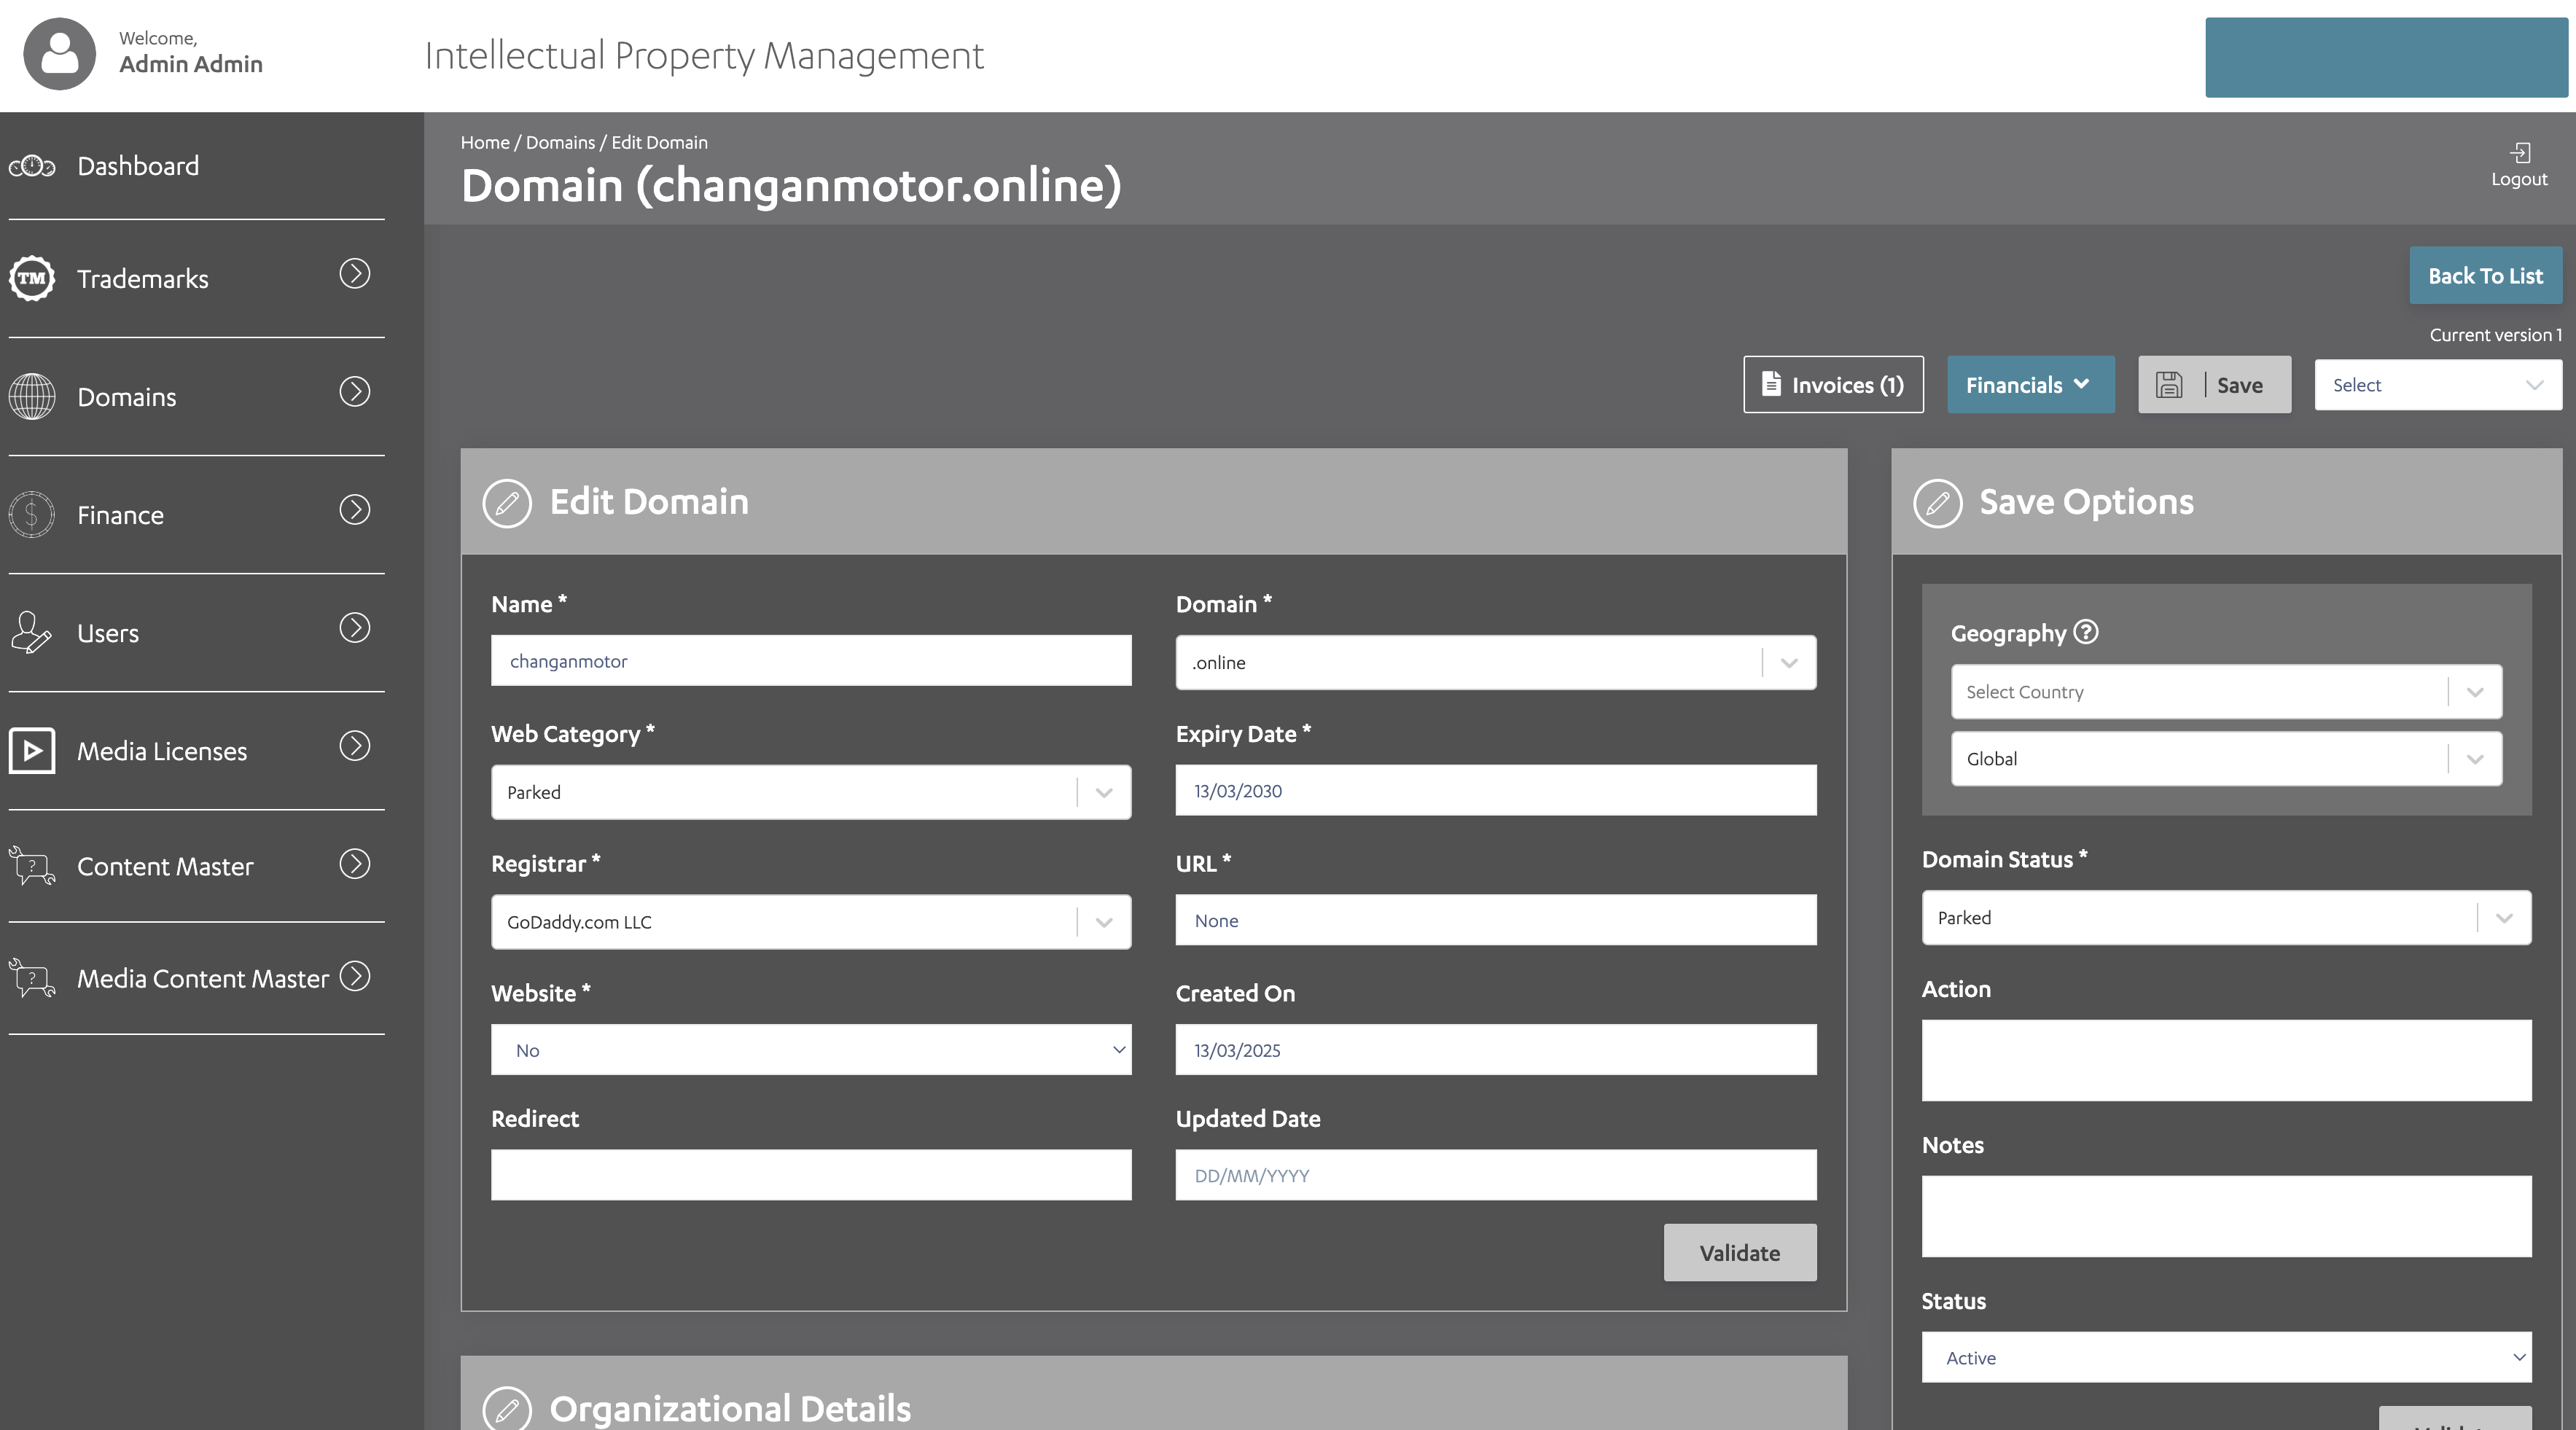 Welcome,
Admin Admin
Intellectual Property Management
Dashboard
Trademarks
Domains
Finance
Users
Media Licenses
Content Master
Media Content Master
Home / Domains / Edit Domain
Domain (changanmotor.online)
Logout
Back To List
Current version 1
Invoices (1)
Financials
Save
Select
Edit Domain
Name *
changanmotor
Domain *
.online
Web Category *
Parked
Expiry Date *
13/03/2030
Registrar *
GoDaddy.com LLC
URL *
None
Website *
No
Created On
13/03/2025
Redirect
Updated Date
DD/MM/YYYY
Validate
Organizational Details
Save Options
Geography
Select Country
Global
Domain Status *
Parked
Action
Notes
Status
Active